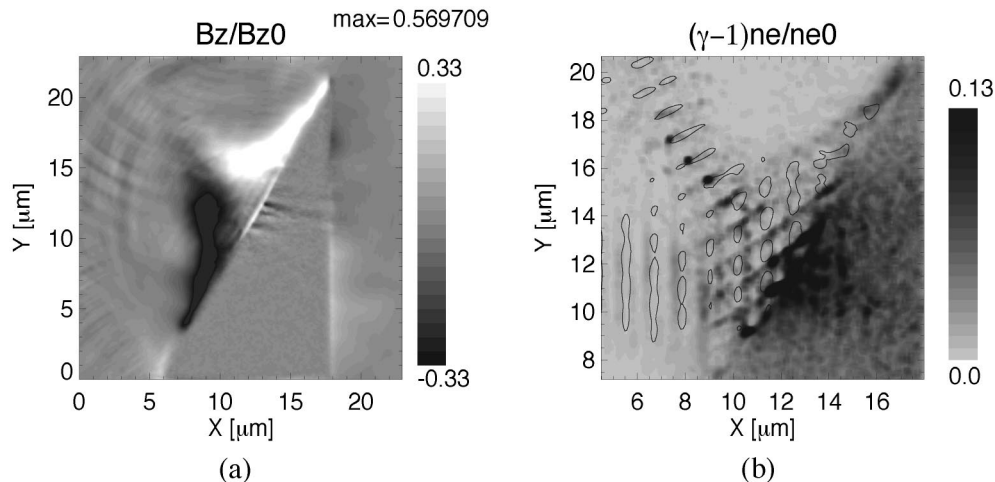 max=0.569709
Bz/Bz0
0.33
-0.33
20
15
10
5
0
Y [μm]
0 5 10 15 20
X [μm]
(a)
(γ−1)ne/ne0
0.13
0.0
20
18
16
14
12
10
8
Y [μm]
6 8 10 12 14 16
X [μm]
(b)